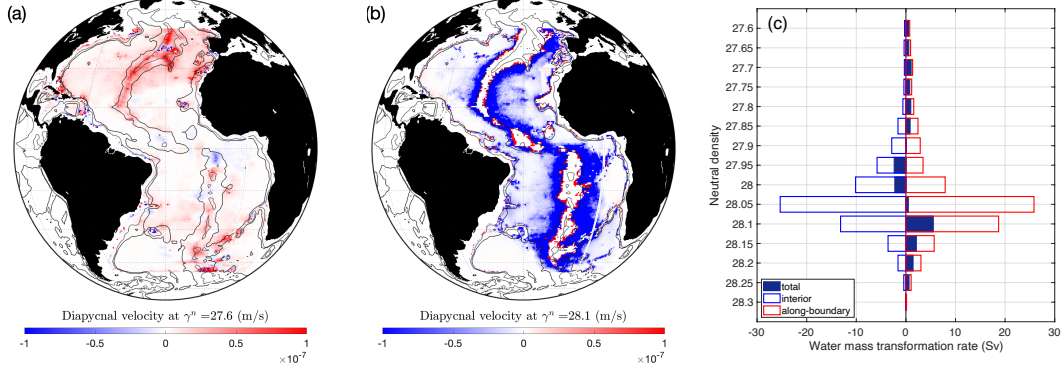 (a)
Diapycnal velocity at γⁿ =27.6 (m/s)
-1 -0.5 0 0.5 1
×10⁻⁷
(b)
Diapycnal velocity at γⁿ =28.1 (m/s)
-1 -0.5 0 0.5 1
×10⁻⁷
(c)
Neutral density
27.6
27.65
27.7
27.75
27.8
27.85
27.9
27.95
28
28.05
28.1
28.15
28.2
28.25
28.3
total
interior
along-boundary
-30 -20 -10 0 10 20 30
Water mass transformation rate (Sv)